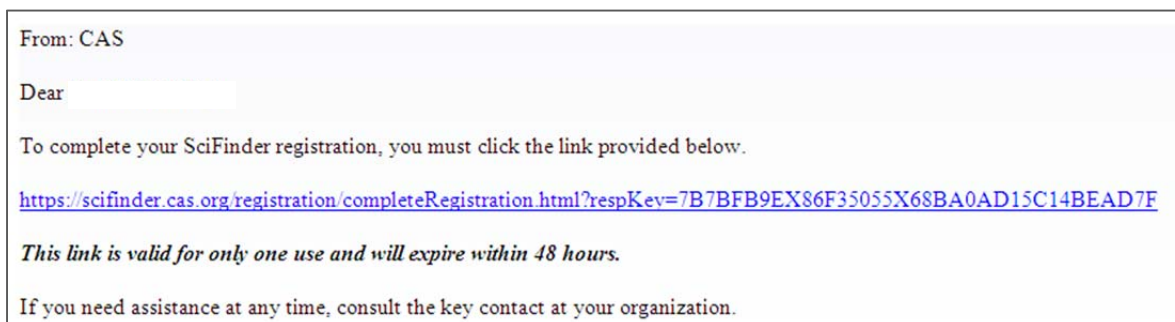 From: CAS
Dear
To complete your SciFinder registration, you must click the link provided below.
https://scifinder.cas.org/registration/completeRegistration.html?respKey=7B7BFB9EX86F35055X68BA0AD15C14BEAD7F
This link is valid for only one use and will expire within 48 hours.
If you need assistance at any time, consult the key contact at your organization.